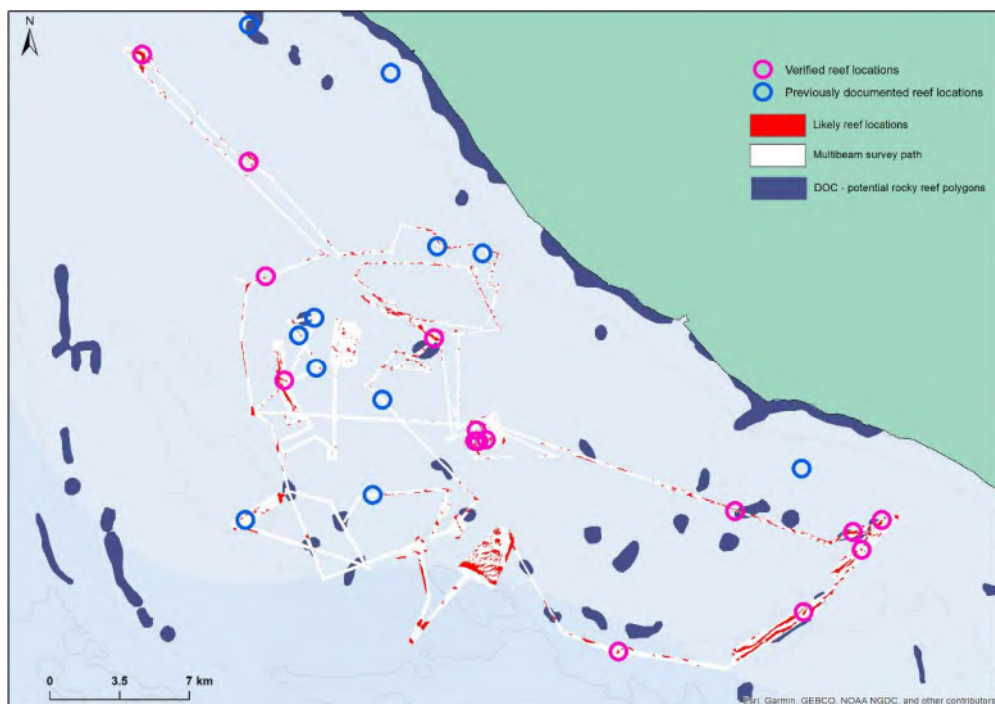 N
Verified reef locations
Previously documented reef locations
Likely reef locations
Multibeam survey path
DOC - potential rocky reef polygons
0 3.5 7 km
Esri, Garmin, GEBCO, NOAA NGDC, and other contributors